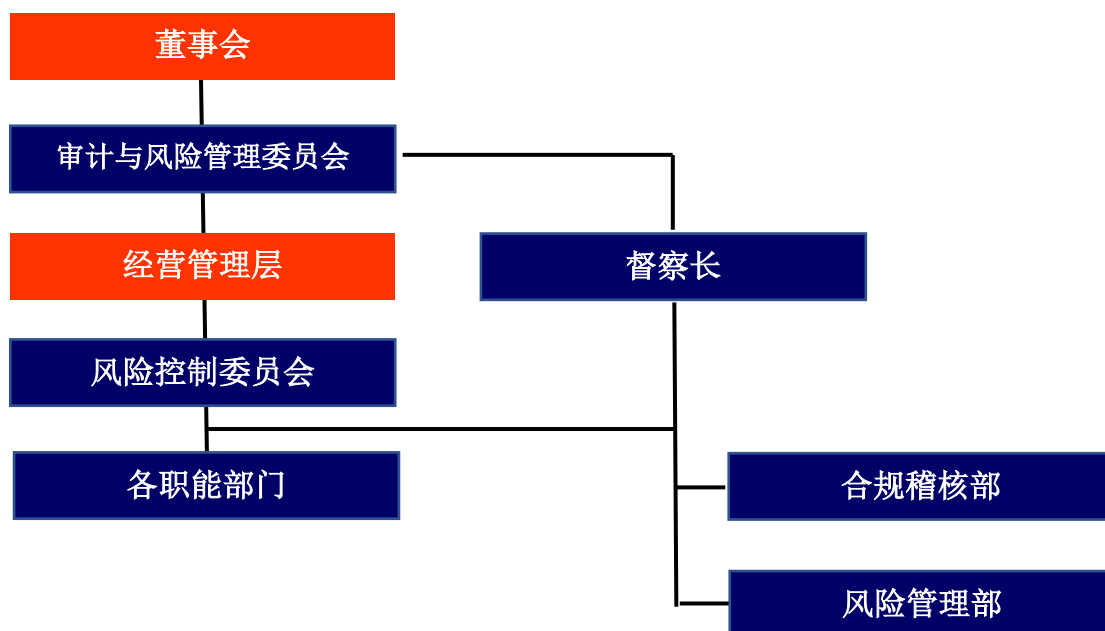 董事会
审计与风险管理委员会
经营管理层
督察长
风险控制委员会
各职能部门
合规稽核部
风险管理部